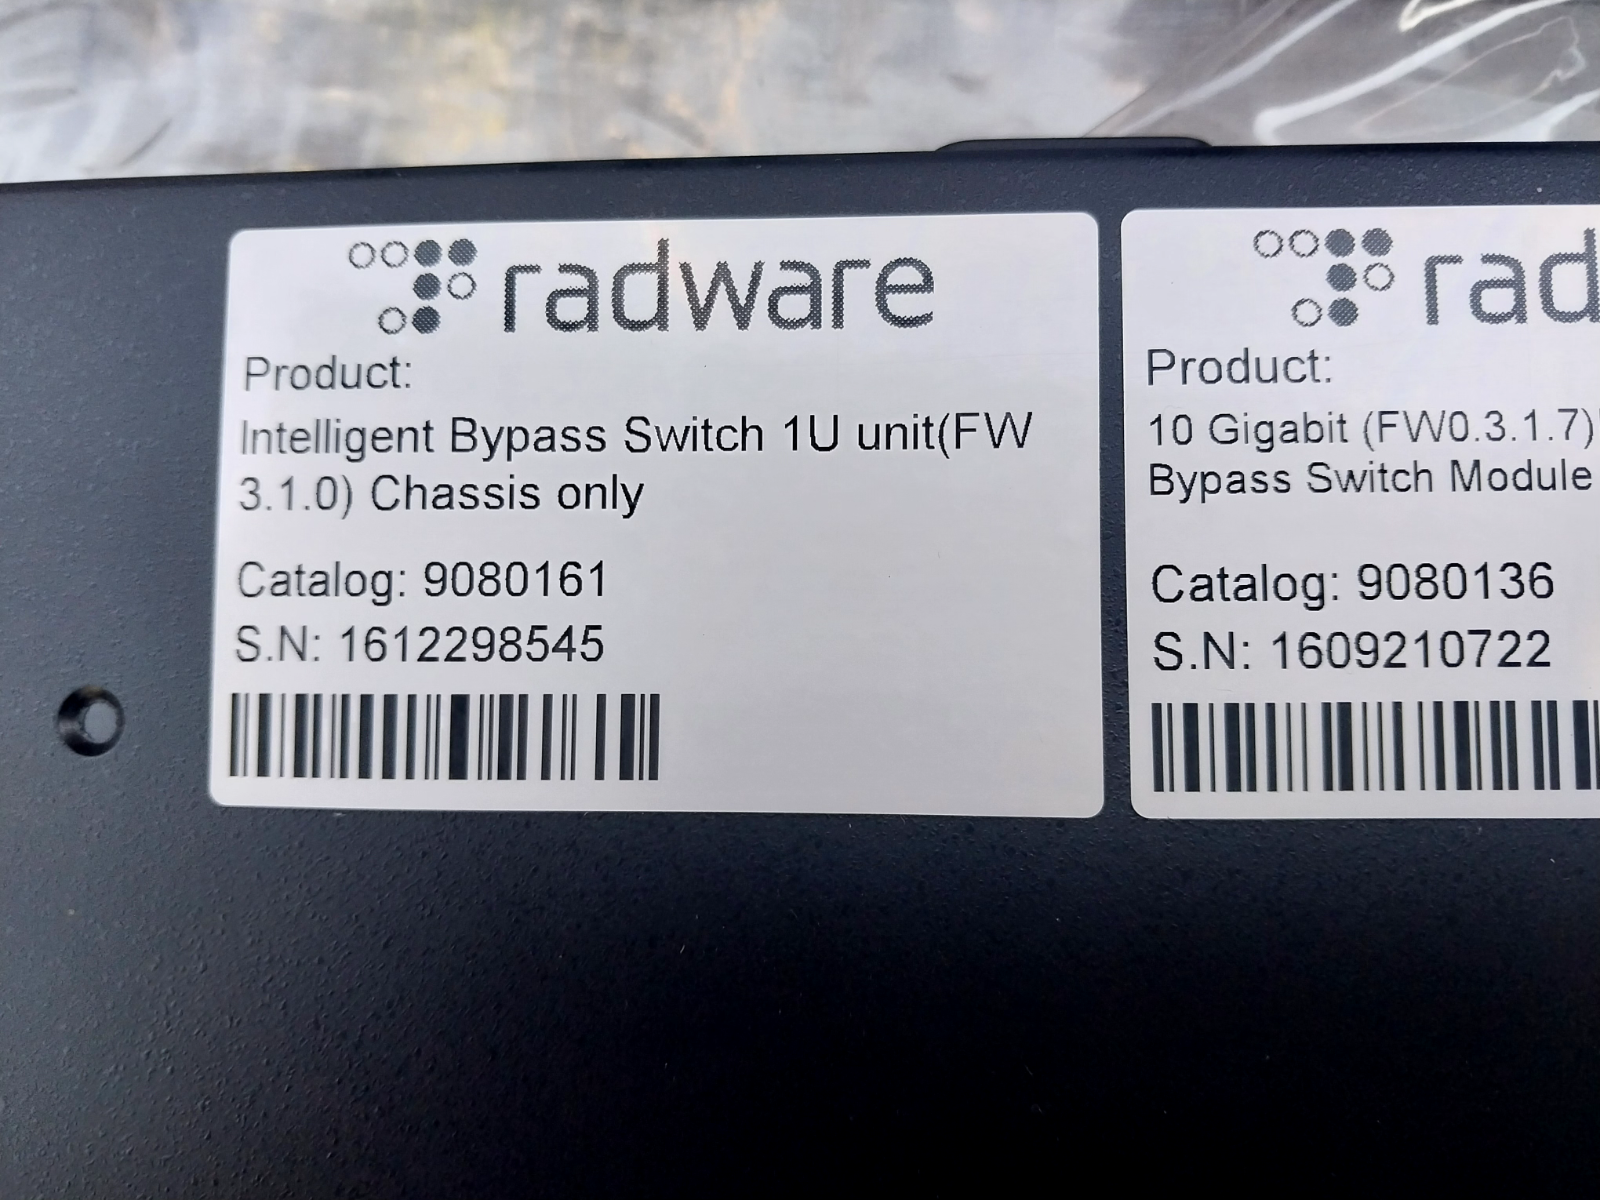 radware
Product:
Intelligent Bypass Switch 1U unit(FW
3.1.0) Chassis only
Catalog: 9080161
S.N: 1612298545
rad
Product:
10 Gigabit (FW0.3.1.7)
Bypass Switch Module
Catalog: 9080136
S.N: 1609210722